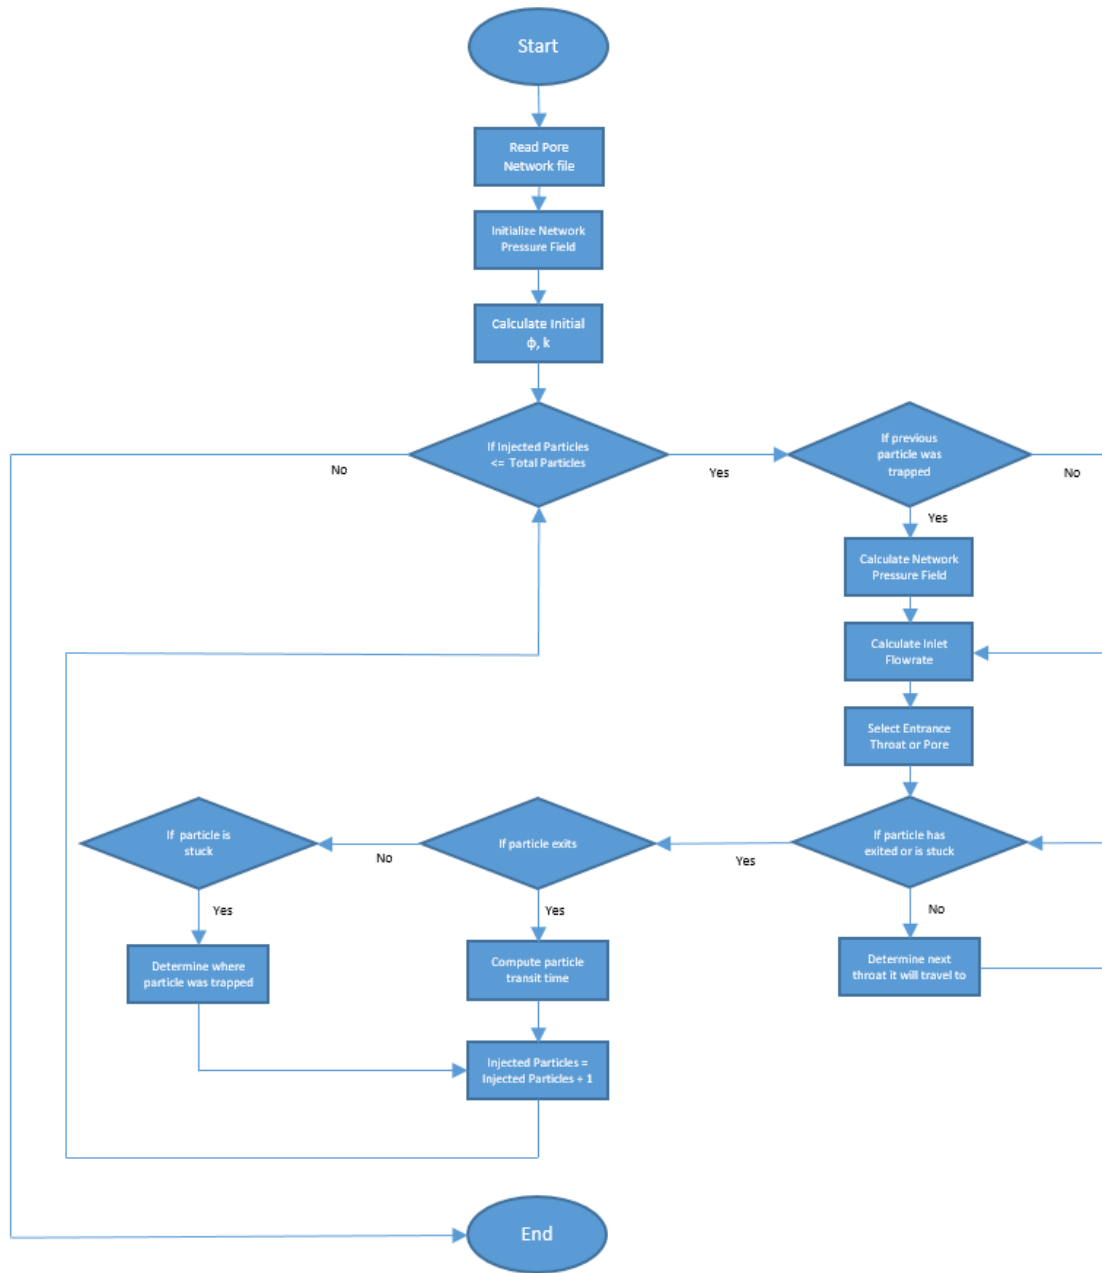 Start
Read Pore
Network file
Initialize Network
Pressure Field
Calculate Initial
ϕ, k
If Injected Particles
<= Total Particles
No
Yes
If previous
particle was
trapped
No
Yes
Calculate Network
Pressure Field
Calculate Inlet
Flowrate
Select Entrance
Throat or Pore
If particle has
exited or is stuck
Yes
No
Determine next
throat it will travel to
If particle exits
No
Yes
Compute particle
transit time
If particle is
stuck
Yes
Determine where
particle was trapped
Injected Particles =
Injected Particles + 1
End